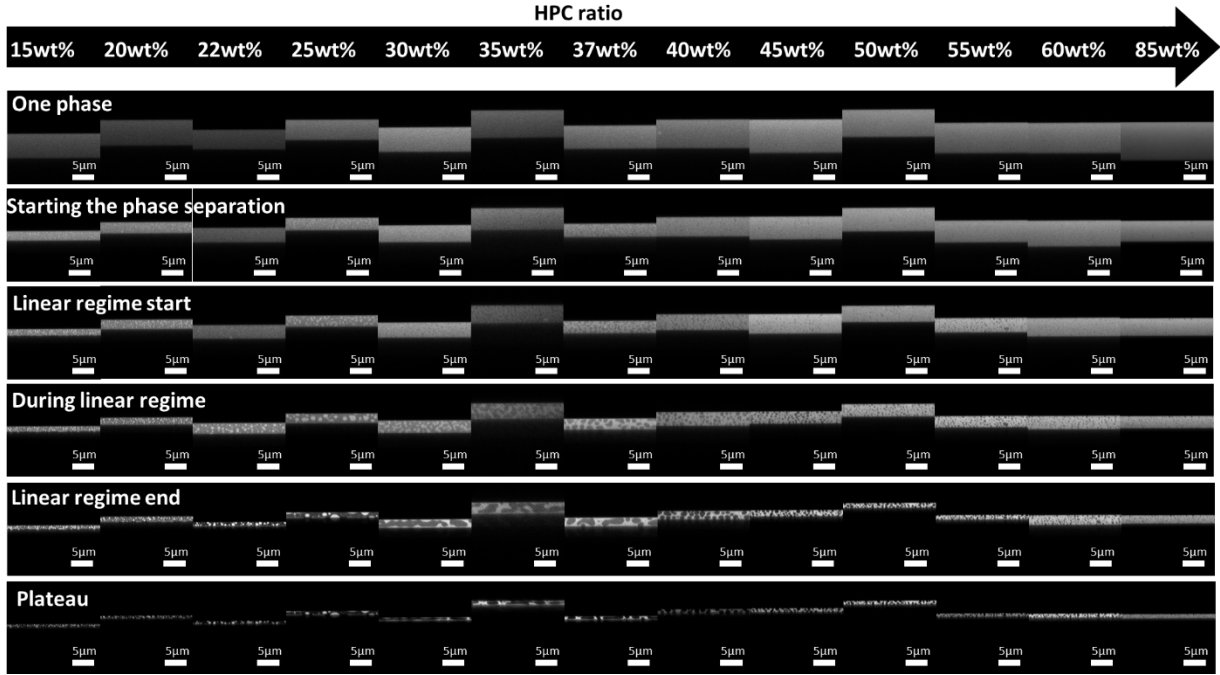 HPC ratio
15wt% 20wt% 22wt% 25wt% 30wt% 35wt% 37wt% 40wt% 45wt% 50wt% 55wt% 60wt% 85wt%
One phase
5μm 5μm 5μm 5μm 5μm 5μm 5μm 5μm 5μm 5μm 5μm 5μm 5μm
Starting the phase separation
5μm 5μm 5μm 5μm 5μm 5μm 5μm 5μm 5μm 5μm 5μm 5μm 5μm
Linear regime start
5μm 5μm 5μm 5μm 5μm 5μm 5μm 5μm 5μm 5μm 5μm 5μm 5μm
During linear regime
5μm 5μm 5μm 5μm 5μm 5μm 5μm 5μm 5μm 5μm 5μm 5μm 5μm
Linear regime end
5μm 5μm 5μm 5μm 5μm 5μm 5μm 5μm 5μm 5μm 5μm 5μm 5μm
Plateau
5μm 5μm 5μm 5μm 5μm 5μm 5μm 5μm 5μm 5μm 5μm 5μm 5μm